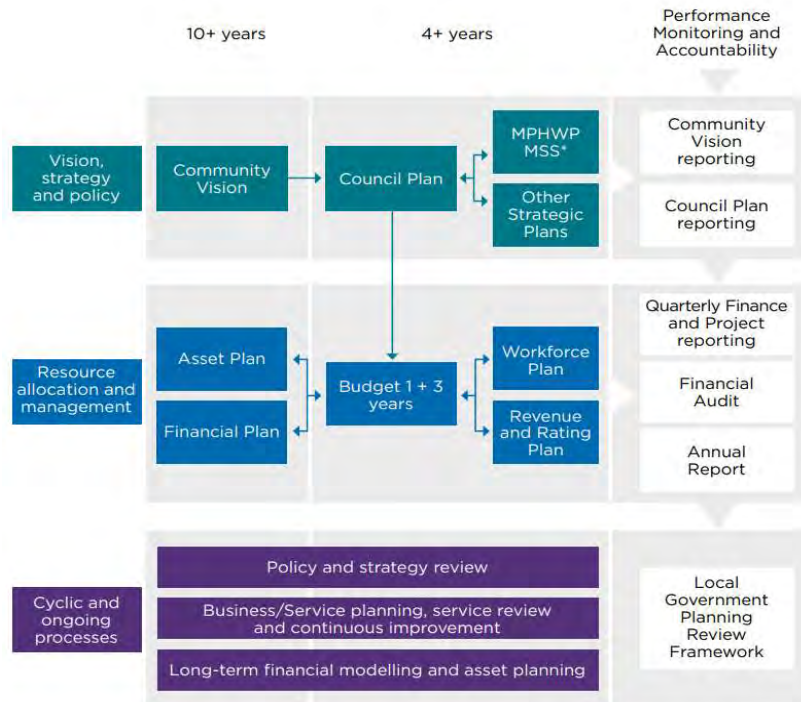 10+ years
4+ years
Performance
Monitoring and
Accountability
Vision,
strategy
and policy
Community
Vision
Council Plan
MPHWP
MSS*
Other
Strategic
Plans
Community
Vision
reporting
Council Plan
reporting
Resource
allocation and
management
Asset Plan
Financial Plan
Budget 1 + 3
years
Workforce
Plan
Revenue
and Rating
Plan
Quarterly Finance
and Project
reporting
Financial
Audit
Annual
Report
Cyclic and
ongoing
processes
Policy and strategy review
Business/Service planning, service review
and continuous improvement
Long-term financial modelling and asset planning
Local
Government
Planning
Review
Framework